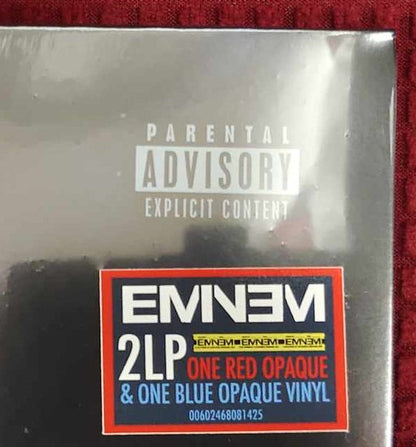 PARENTAL
ADVISORY
EXPLICIT CONTENT
EMINEM
2LP EMINEM EMINEM EMINEM
ONE RED OPAQUE
& ONE BLUE OPAQUE VINYL
00602468081425